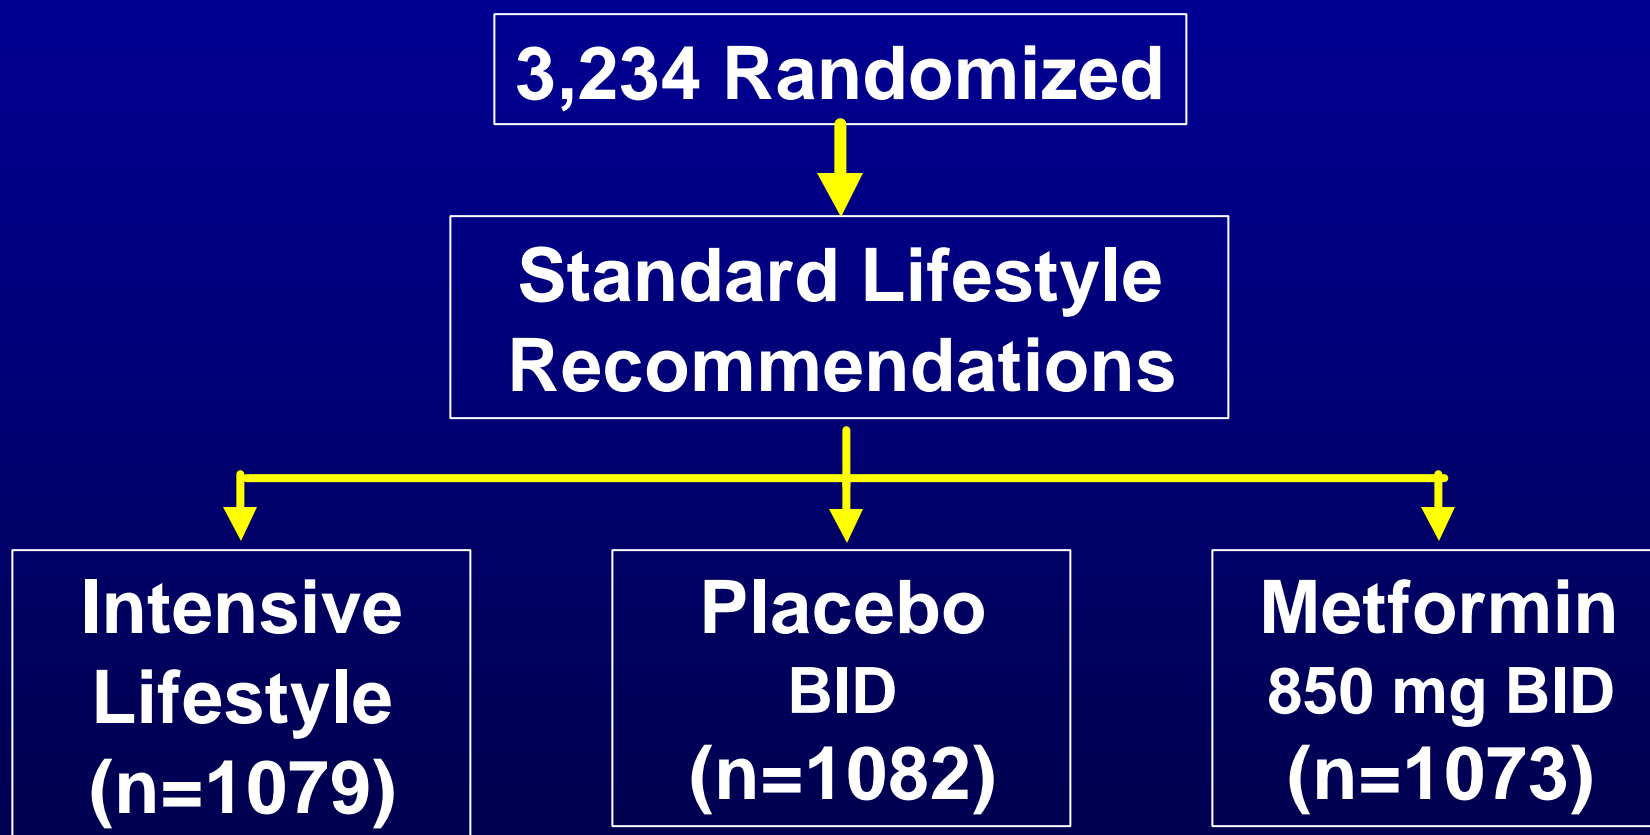 3,234 Randomized
Standard Lifestyle
Recommendations
Intensive
Lifestyle
(n=1079)
Placebo
BID
(n=1082)
Metformin
850 mg BID
(n=1073)